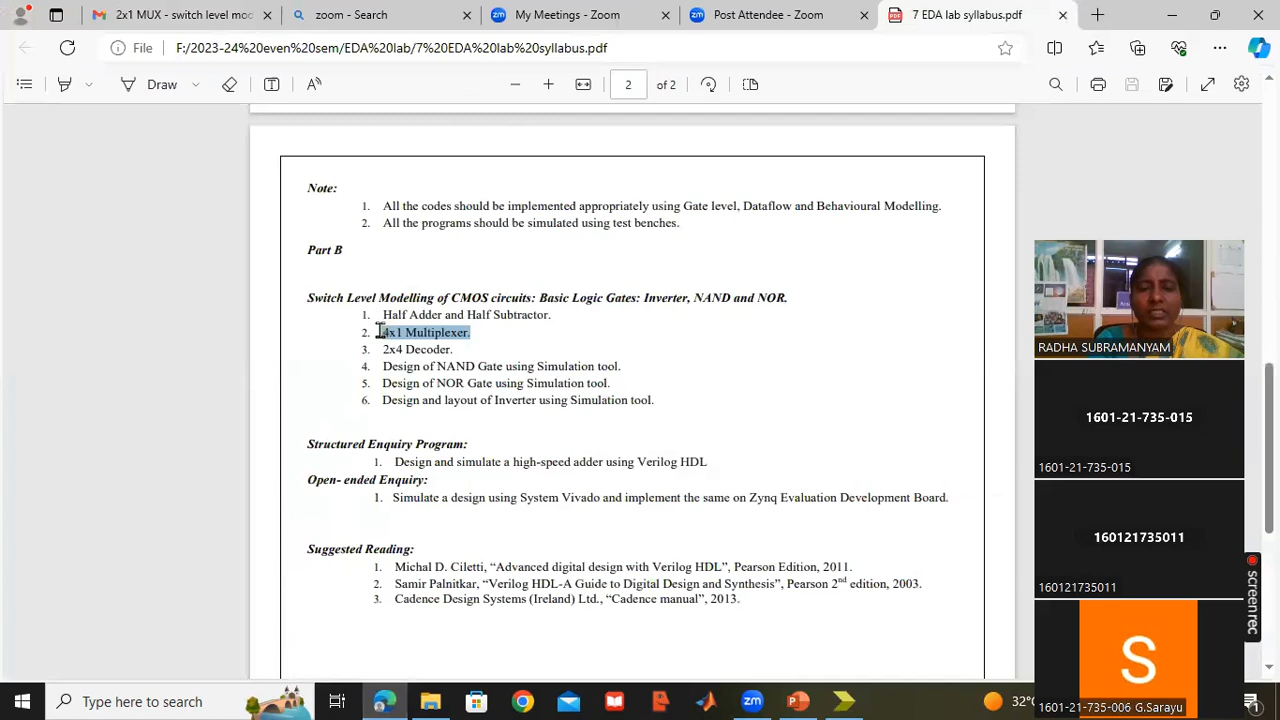 2x1 MUX - switch level mod
zoom - Search
My Meetings - Zoom
Post Attendee - Zoom
7 EDA lab syllabus.pdf
File
F:/2023-24%20even%20sem/EDA%20lab/7%20EDA%20lab%20syllabus.pdf
Draw
2 of 2
Note:
1. All the codes should be implemented appropriately using Gate level, Dataflow and Behavioural Modelling.
2. All the programs should be simulated using test benches.
Part B
Switch Level Modelling of CMOS circuits: Basic Logic Gates: Inverter, NAND and NOR.
1. Half Adder and Half Subtractor.
2. 4x1 Multiplexer.
3. 2x4 Decoder.
4. Design of NAND Gate using Simulation tool.
5. Design of NOR Gate using Simulation tool.
6. Design and layout of Inverter using Simulation tool.
Structured Enquiry Program:
1. Design and simulate a high-speed adder using Verilog HDL
Open- ended Enquiry:
1. Simulate a design using System Vivado and implement the same on Zynq Evaluation Development Board.
Suggested Reading:
1. Michal D. Ciletti, “Advanced digital design with Verilog HDL”, Pearson Edition, 2011.
2. Samir Palnitkar, “Verilog HDL-A Guide to Digital Design and Synthesis”, Pearson 2nd edition, 2003.
3. Cadence Design Systems (Ireland) Ltd., “Cadence manual”, 2013.
RADHA SUBRAMANYAM
1601-21-735-015
1601-21-735-015
160121735011
160121735011
S
1601-21-735-006 G.Sarayu
screen rec
Type here to search
32°
1